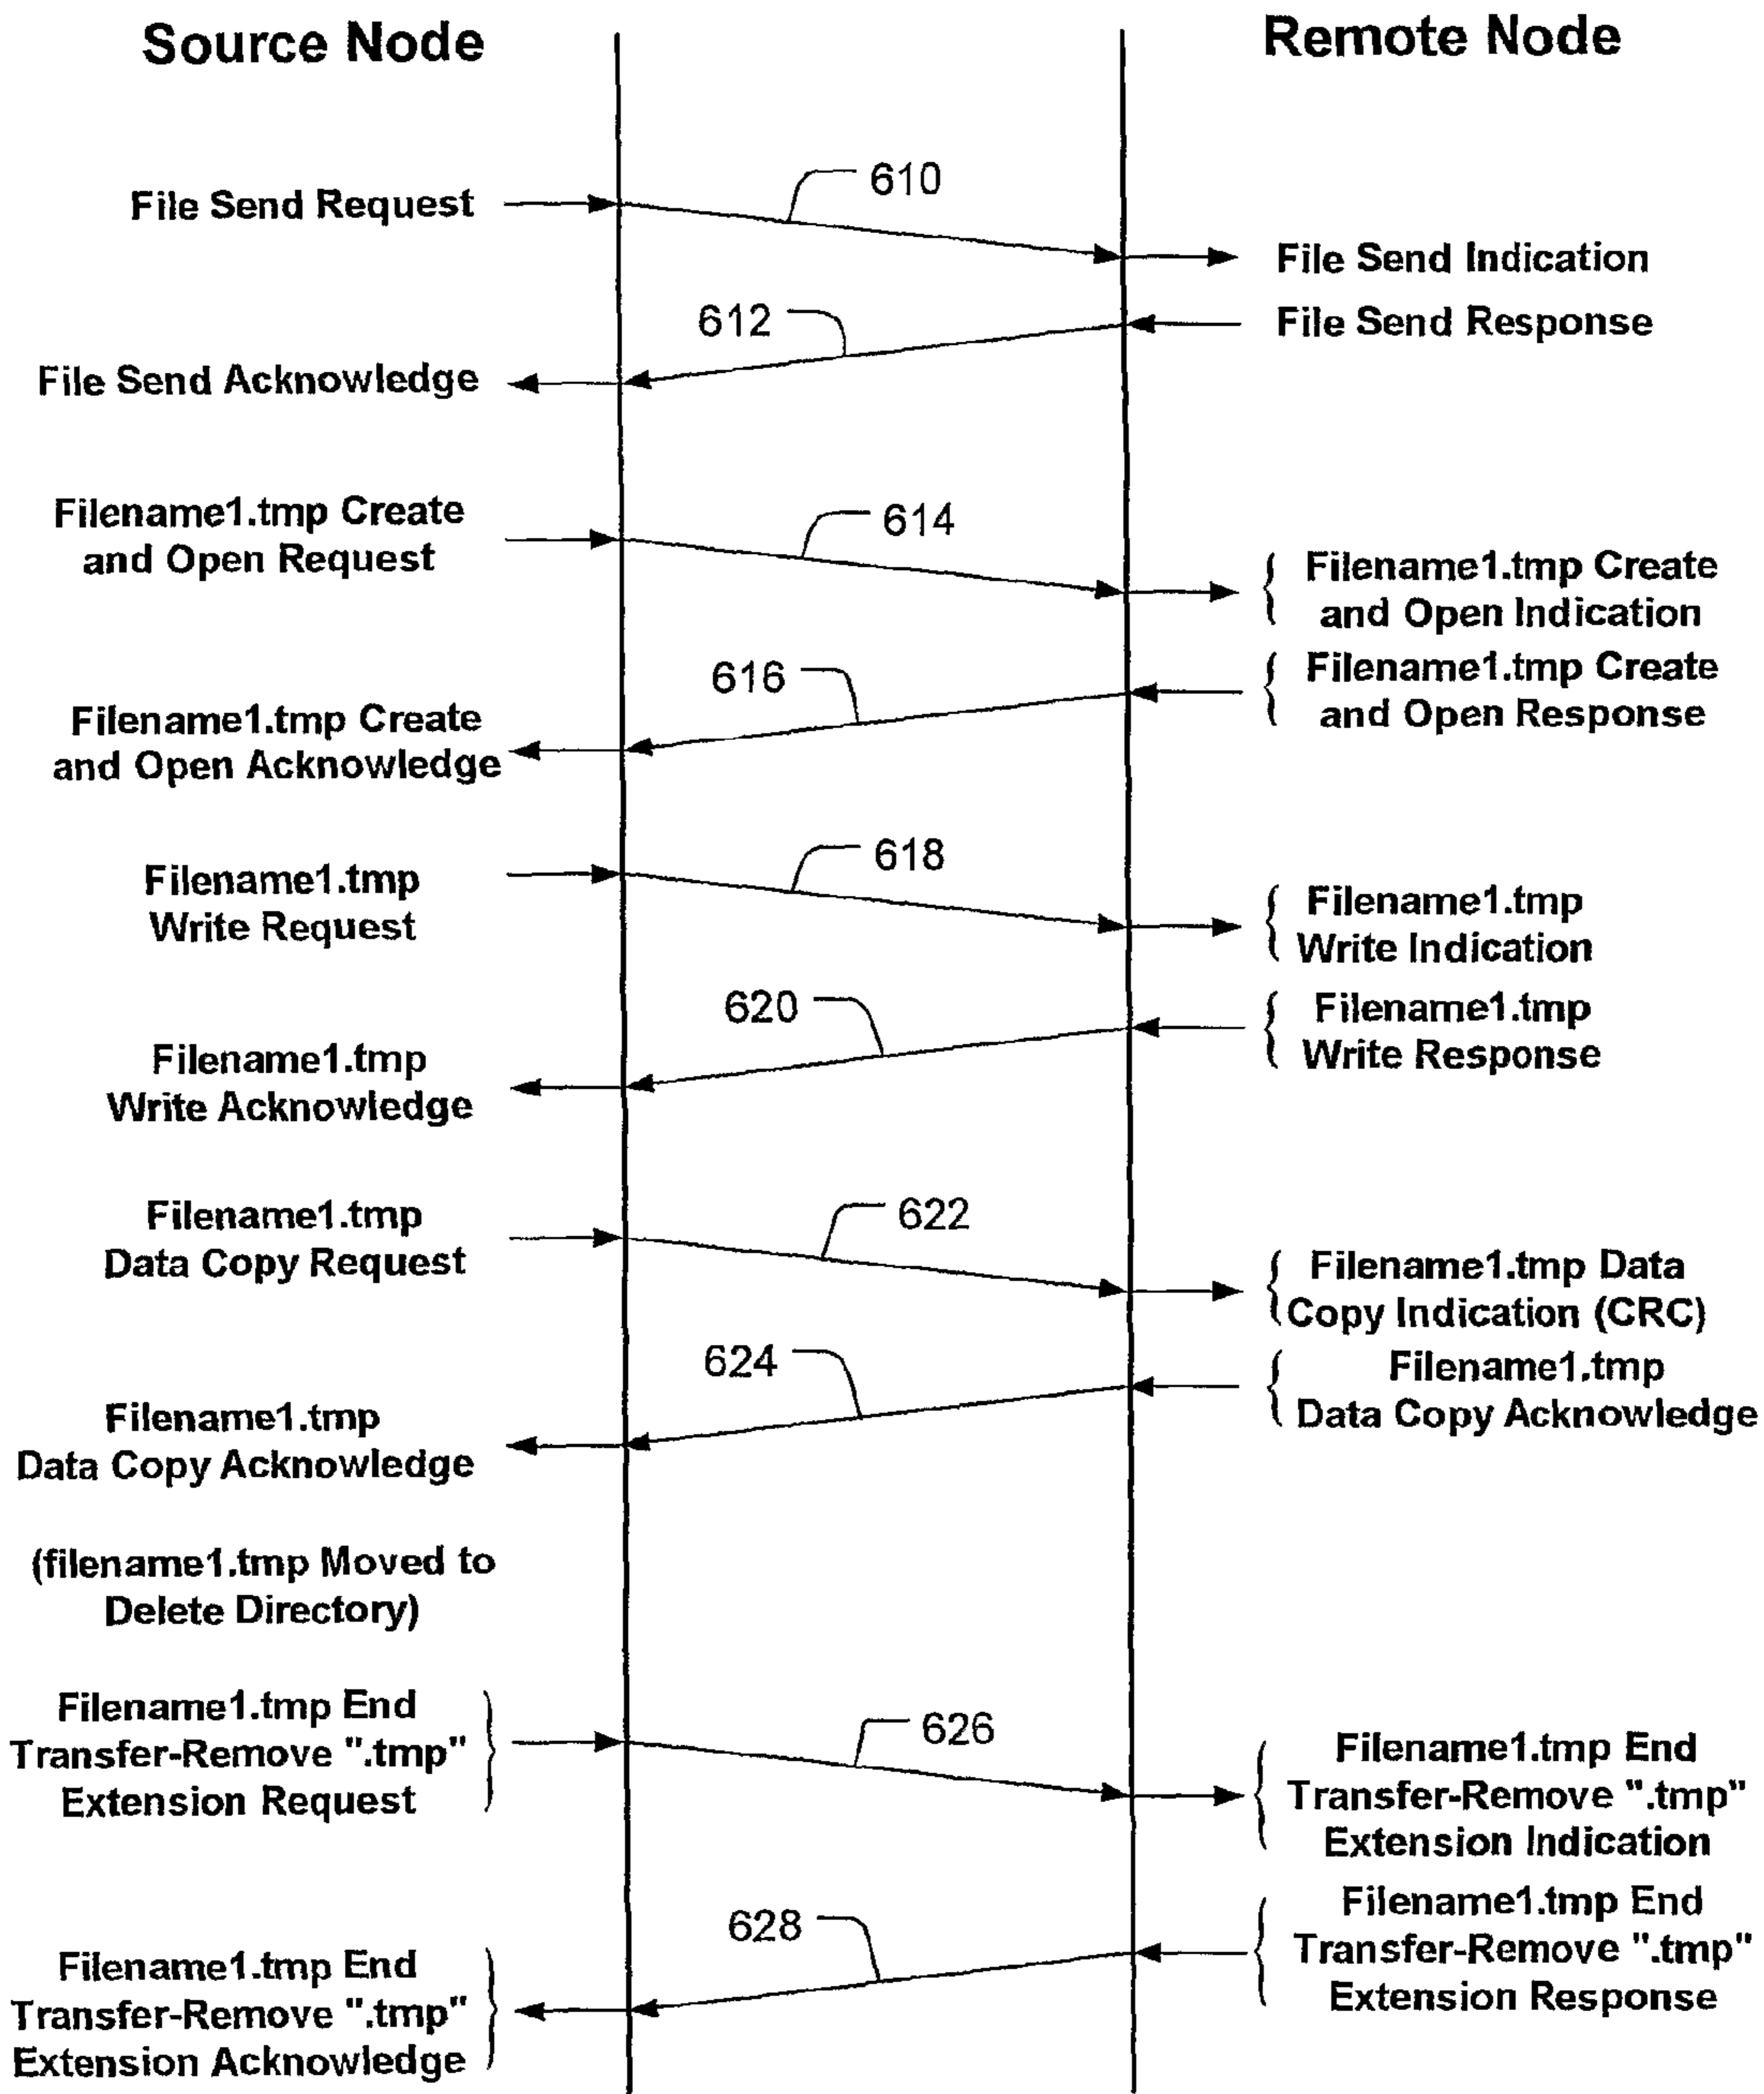 Source Node
Remote Node
610
File Send Request
File Send Indication
612
File Send Response
File Send Acknowledge
Filename1.tmp Create
and Open Request
614
Filename1.tmp Create
and Open Indication
616
Filename1.tmp Create
and Open Response
Filename1.tmp Create
and Open Acknowledge
618
Filename1.tmp
Write Request
Filename1.tmp
Write Indication
620
Filename1.tmp
Write Response
Filename1.tmp
Write Acknowledge
622
Filename1.tmp
Data Copy Request
Filename1.tmp Data
Copy Indication (CRC)
624
Filename1.tmp
Data Copy Acknowledge
Filename1.tmp
Data Copy Acknowledge
(filename1.tmp Moved to
Delete Directory)
Filename1.tmp End
Transfer-Remove ".tmp"
Extension Request
626
Filename1.tmp End
Transfer-Remove ".tmp"
Extension Indication
628
Filename1.tmp End
Transfer-Remove ".tmp"
Extension Response
Filename1.tmp End
Transfer-Remove ".tmp"
Extension Acknowledge